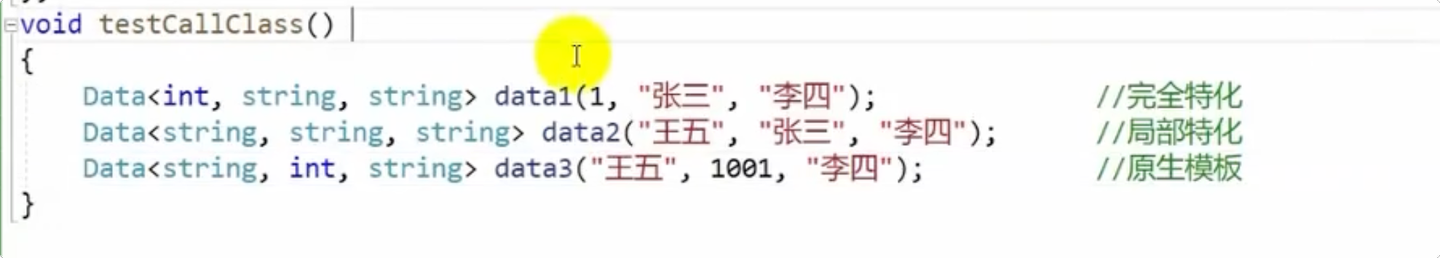 void testCallClass()
{
    Data<int, string, string> data1(1, "张三", "李四");                //完全特化
    Data<string, string, string> data2("王五", "张三", "李四");        //局部特化
    Data<string, int, string> data3("王五", 1001, "李四");             //原生模板
}